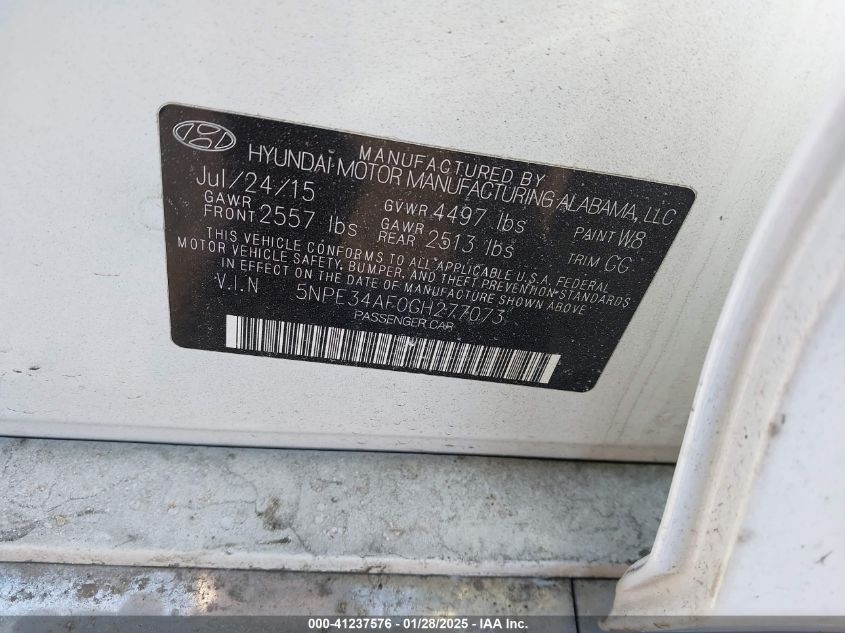 MANUFACTURED BY
HYUNDAI MOTOR MANUFACTURING ALABAMA, LLC
Jul/24/15 GVWR 4497 lbs PAINT W8
GAWR FRONT 2557 lbs GAWR REAR 2513 lbs TRIM GG
THIS VEHICLE CONFORMS TO ALL APPLICABLE U.S.A. FEDERAL
MOTOR VEHICLE SAFETY, BUMPER, AND THEFT PREVENTION STANDARDS
IN EFFECT ON THE DATE OF MANUFACTURE SHOWN ABOVE
V.I.N 5NPE34AF0GH277073
PASSENGER CAR
000-41237576 | 01/28/2025 | IAA, Inc.